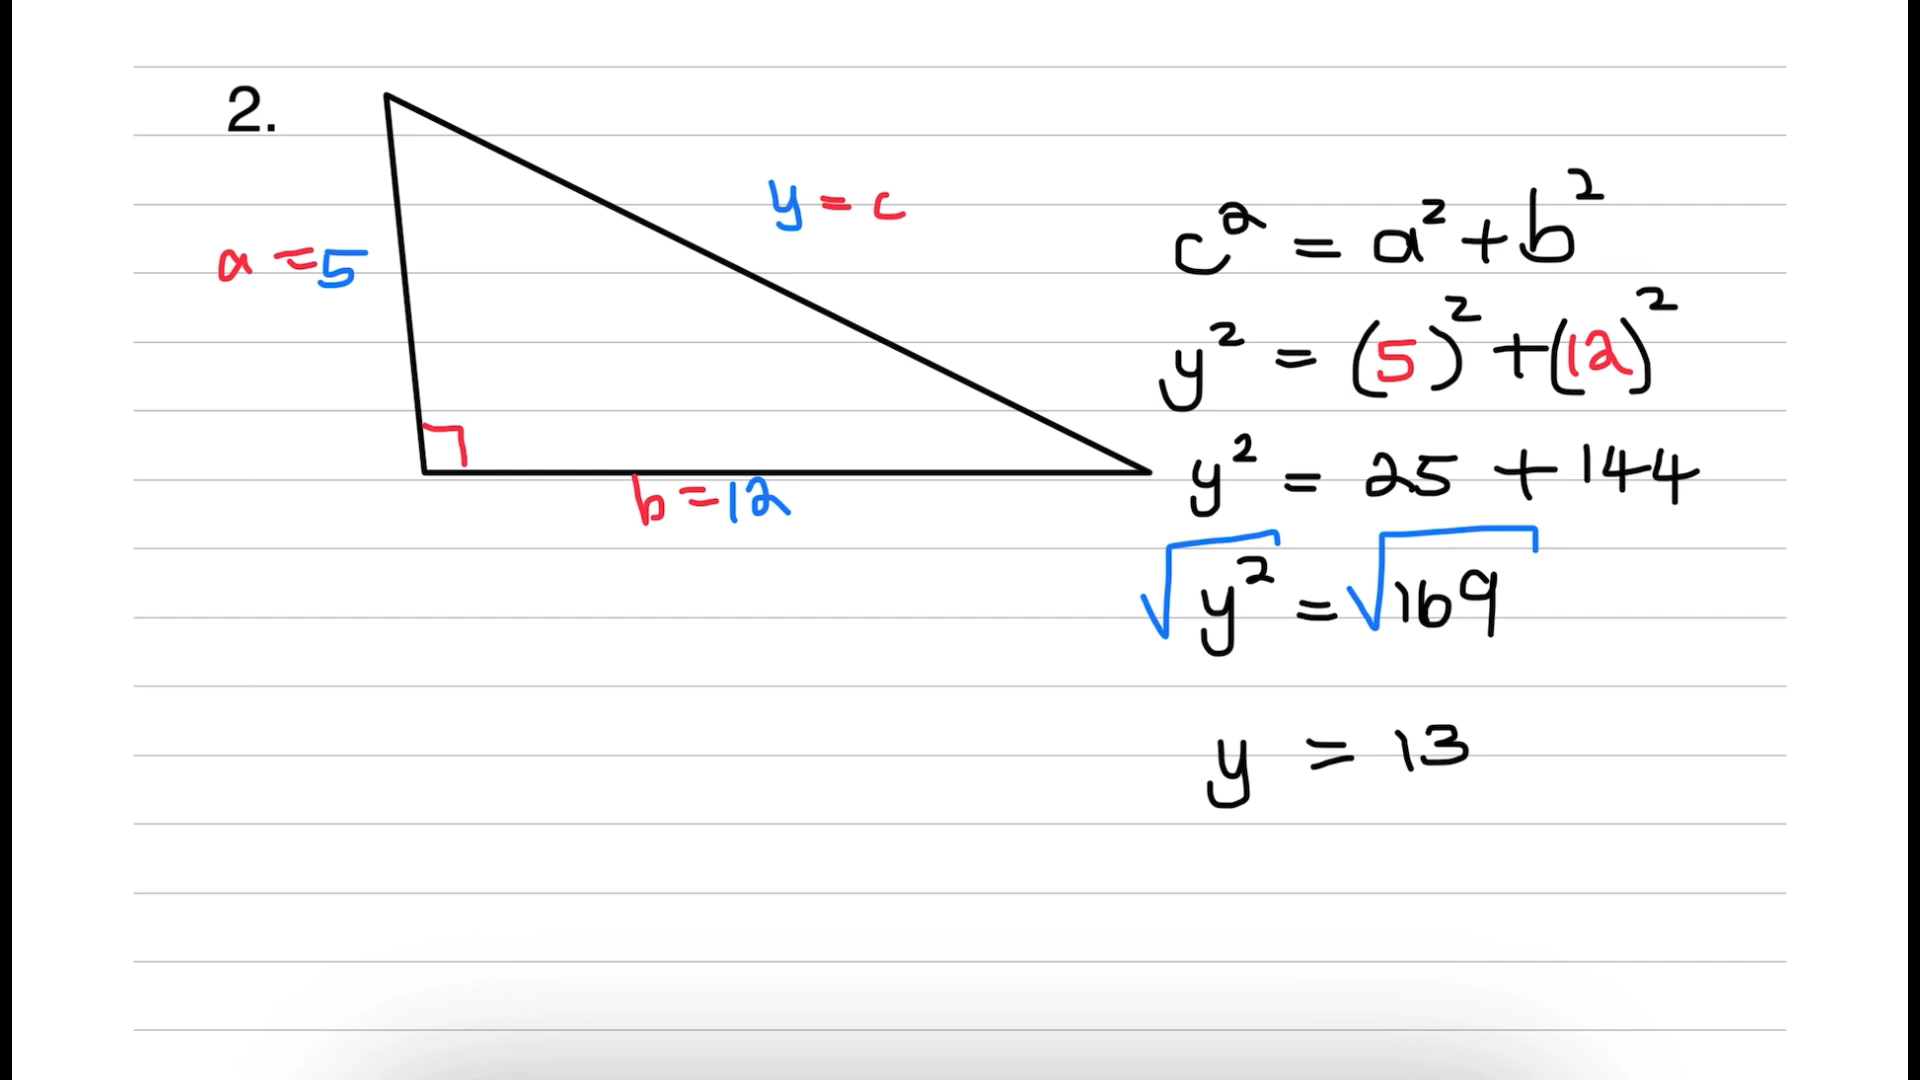 2.
y = c
a = 5
b = 12
c² = a² + b²
y² = (5)² + (12)²
y² = 25 + 144
√y² = √169
y = 13